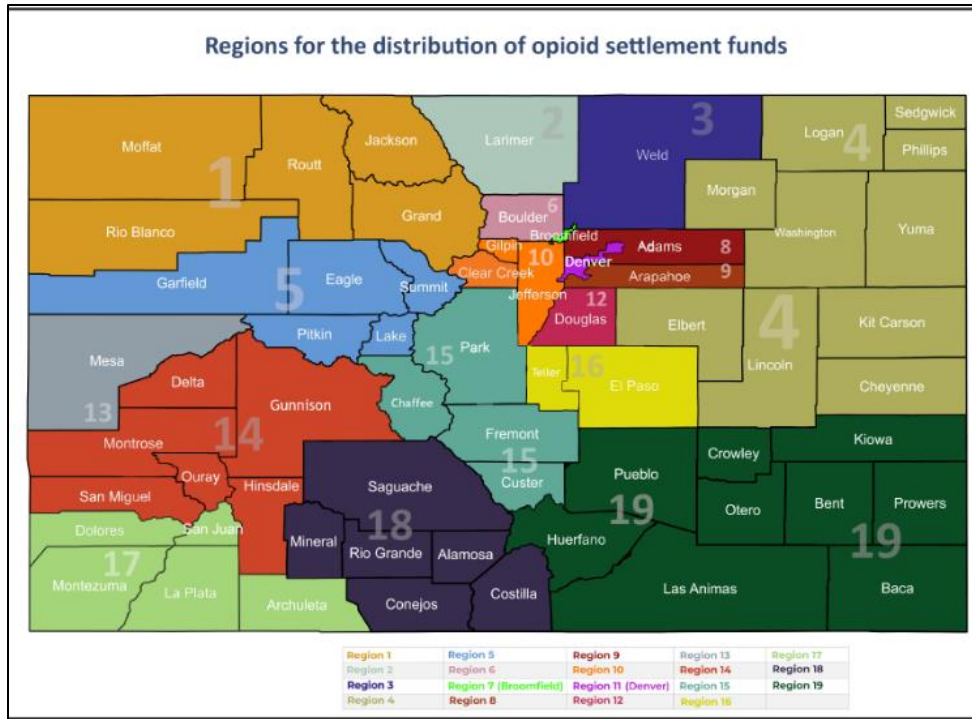 Regions for the distribution of opioid settlement funds
Moffat
Routt
Jackson
Larimer
2
Weld
3
Logan
4
Sedgwick
Phillips
1
Rio Blanco
Grand
Boulder
6
Morgan
Washington
Yuma
Broomfield
Gilpin
Clear Creek
10
Jefferson
Denver
Adams
8
Arapahoe
9
Garfield
5
Eagle
Summit
12
Douglas
Elbert
4
Lincoln
Kit Carson
Cheyenne
Mesa
13
Pitkin
Lake
Park
15
Chaffee
Teller
16
El Paso
Delta
Gunnison
Montrose
14
Ouray
San Miguel
Hinsdale
Fremont
15
Custer
Pueblo
19
Crowley
Kiowa
Otero
Bent
Prowers
19
Saguache
18
Mineral
Rio Grande
Alamosa
Huerfano
Dolores
San Juan
17
Montezuma
La Plata
Archuleta
Conejos
Costilla
Las Animas
Baca
Region 1 Region 5 Region 9 Region 13 Region 17
Region 2 Region 6 Region 10 Region 14 Region 18
Region 3 Region 7 (Broomfield) Region 11 (Denver) Region 15 Region 19
Region 4 Region 8 Region 12 Region 16